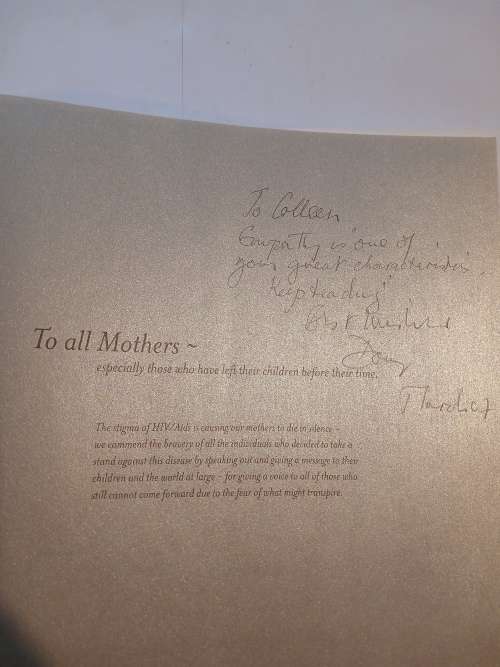 To Colleen
Empathy is one of
your great characteristics.
Keep leading
Best Wishes
To all Mothers ~
especially those who have left their children before their time.
The stigma of HIV/Aids is causing our mothers to die in silence ~
we commend the bravery of all the individuals who decided to take a
stand against this disease by speaking out and giving a message to their
children and the world at large ~ for giving a voice to all of those who
still cannot come forward due to the fear of what might transpire.